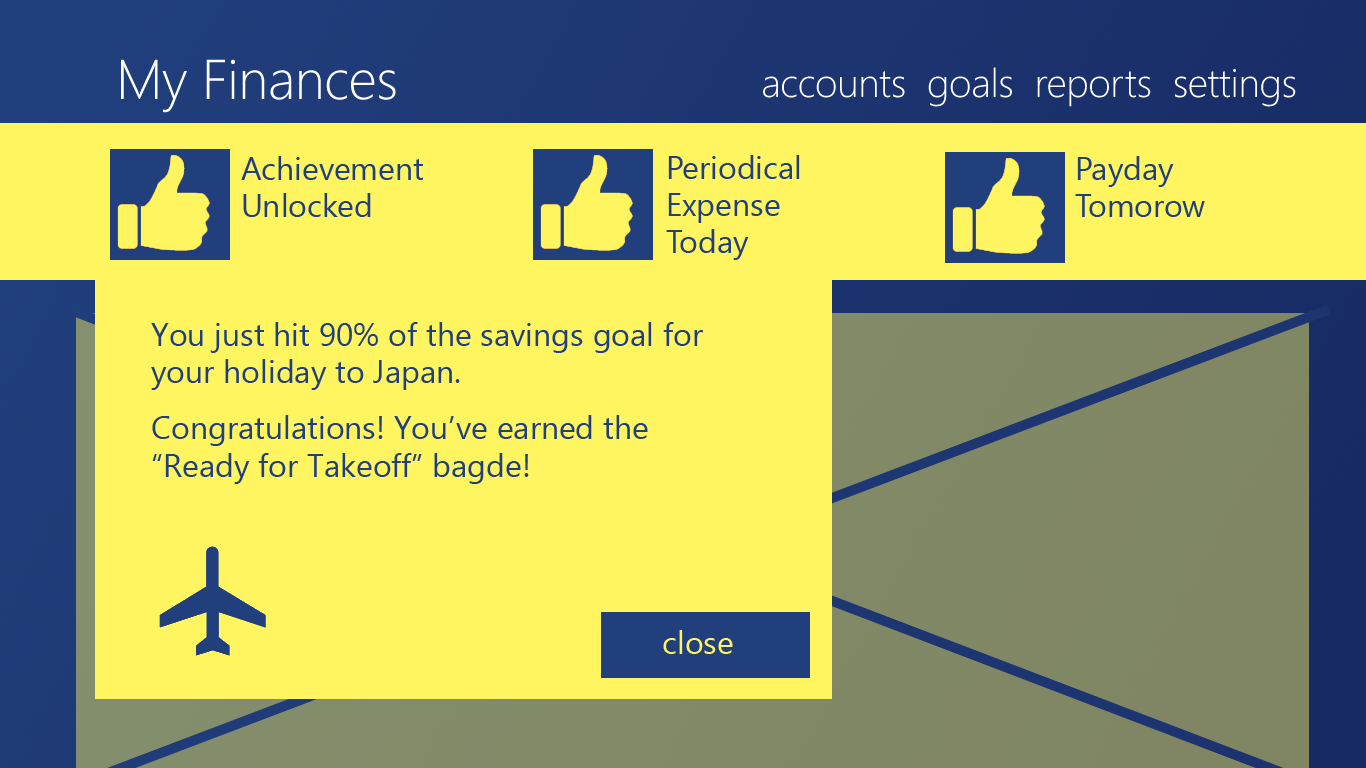 My Finances
accounts goals reports settings
Achievement
Unlocked
Periodical
Expense
Today
Payday
Tomorow
You just hit 90% of the savings goal for
your holiday to Japan.
Congratulations! You’ve earned the
“Ready for Takeoff” bagde!
close